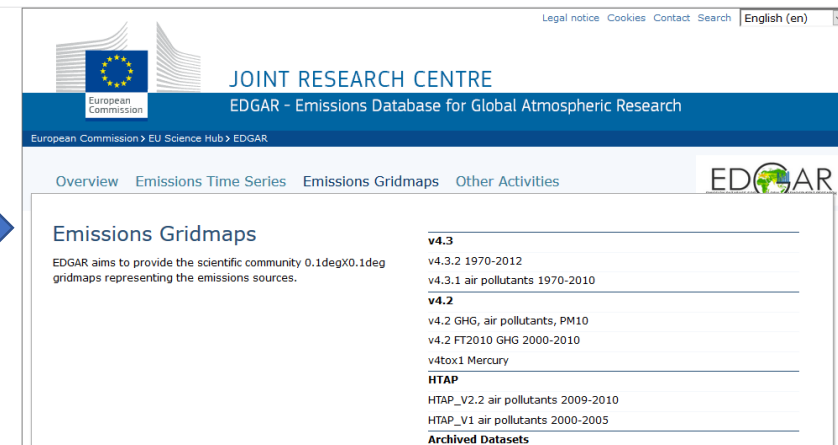 Legal notice Cookies Contact Search English (en)
European
Commission
JOINT RESEARCH CENTRE
EDGAR - Emissions Database for Global Atmospheric Research
European Commission > EU Science Hub > EDGAR
Overview Emissions Time Series Emissions Gridmaps Other Activities
EDGAR
Emissions Gridmaps
EDGAR aims to provide the scientific community 0.1degX0.1deg
gridmaps representing the emissions sources.
v4.3
v4.3.2 1970-2012
v4.3.1 air pollutants 1970-2010
v4.2
v4.2 GHG, air pollutants, PM10
v4.2 FT2010 GHG 2000-2010
v4tox1 Mercury
HTAP
HTAP_V2.2 air pollutants 2009-2010
HTAP_V1 air pollutants 2000-2005
Archived Datasets